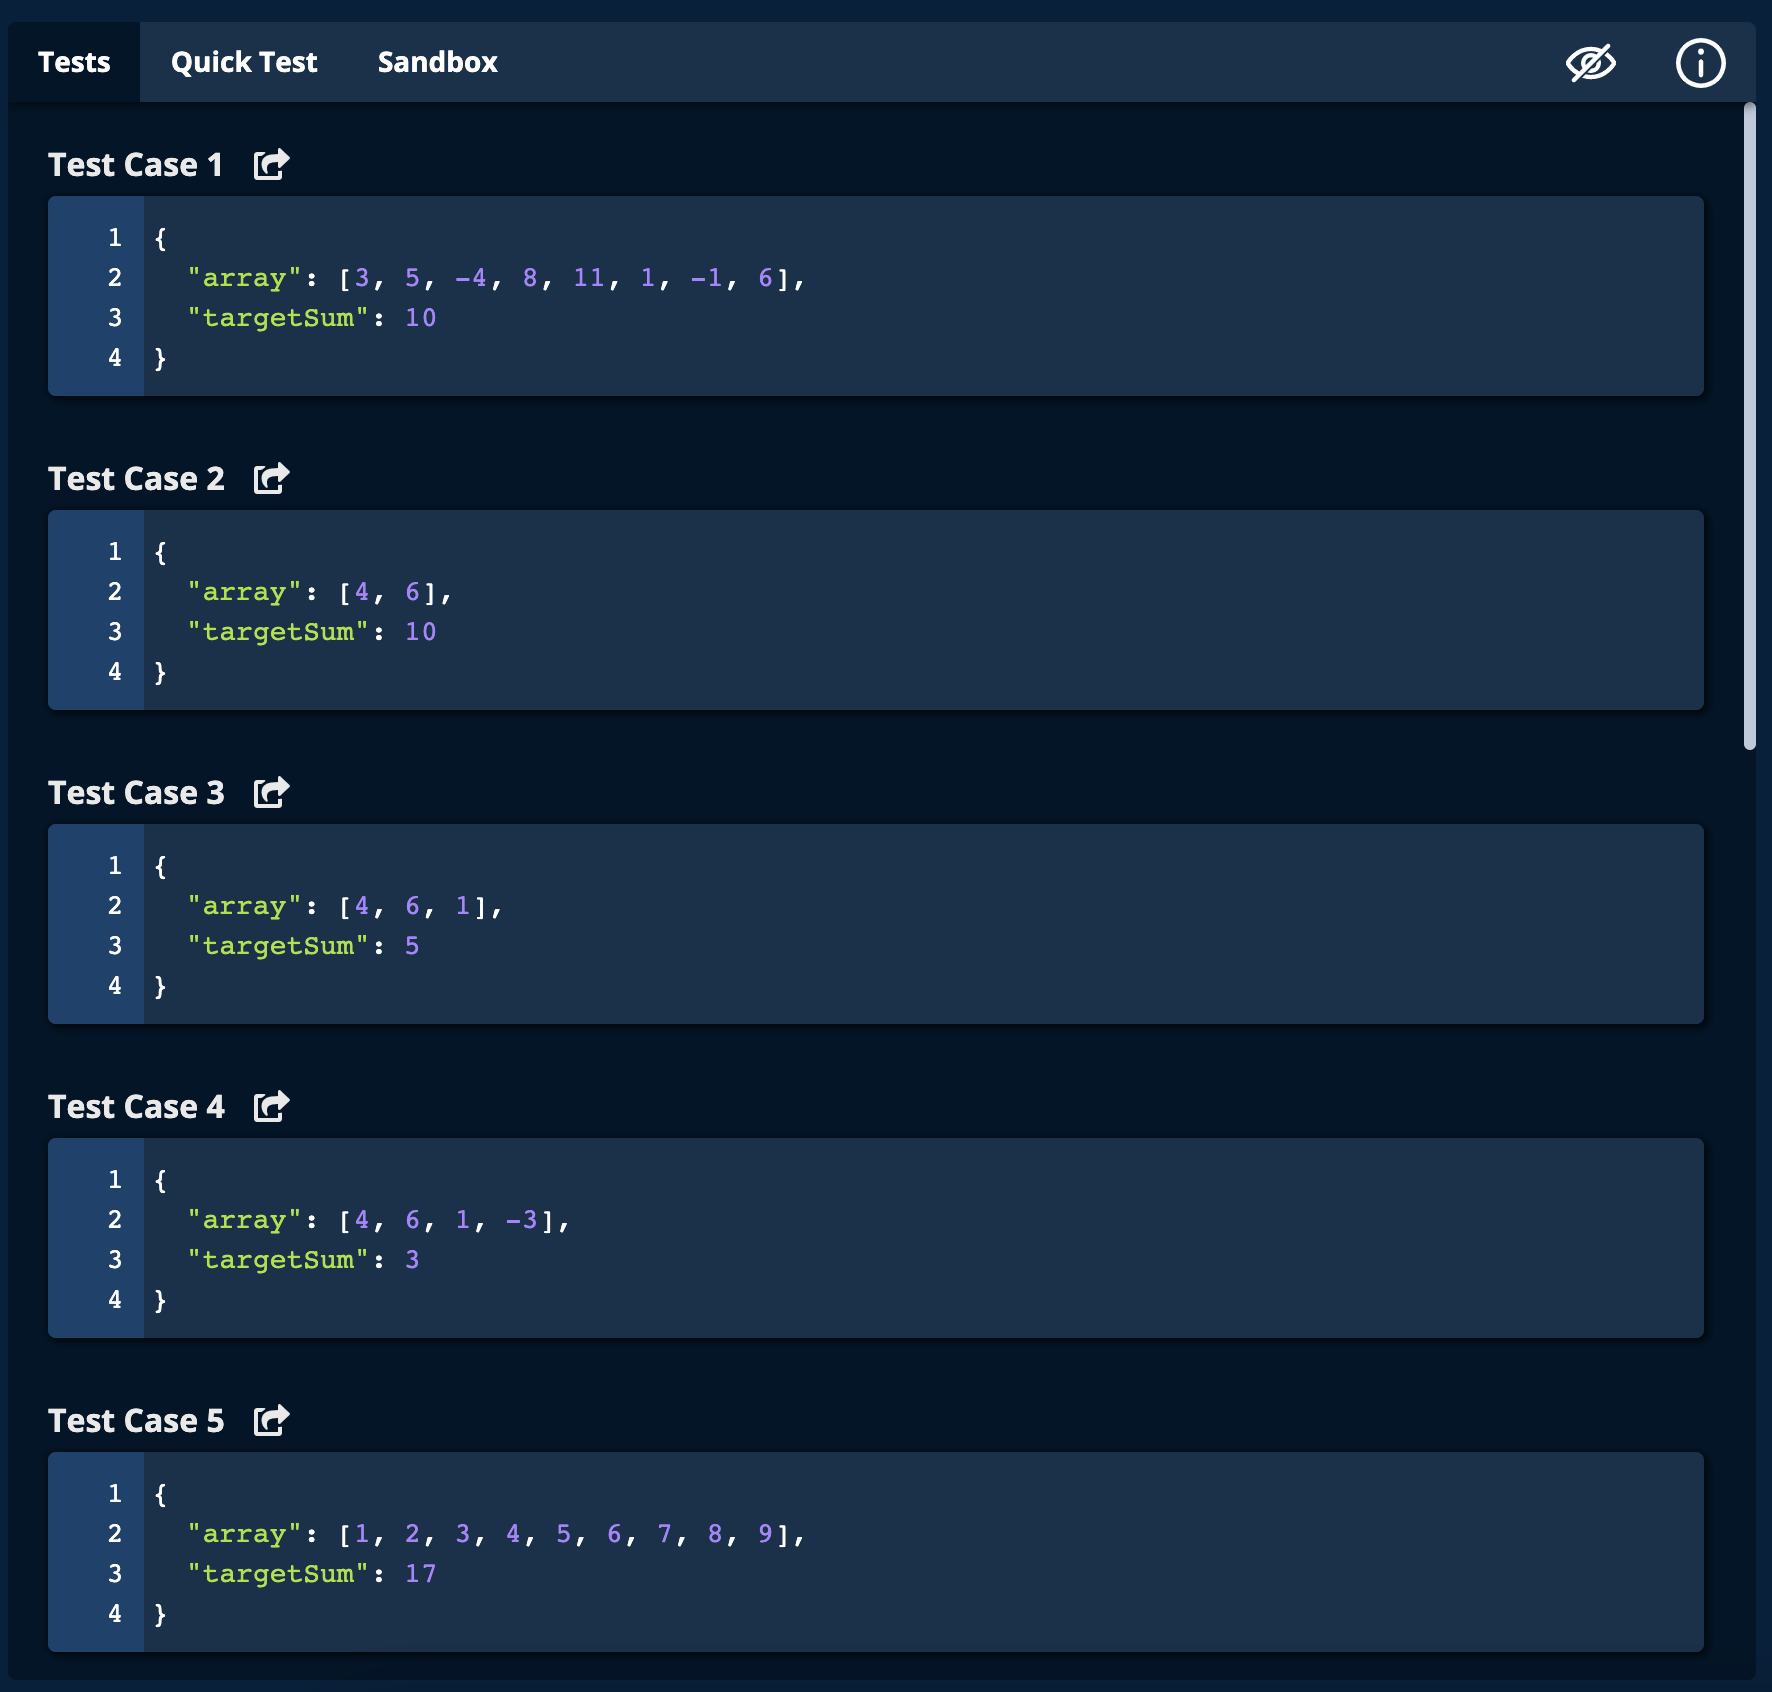 Tests Quick Test Sandbox
Test Case 1
1 {
2   "array": [3, 5, -4, 8, 11, 1, -1, 6],
3   "targetSum": 10
4 }
Test Case 2
1 {
2   "array": [4, 6],
3   "targetSum": 10
4 }
Test Case 3
1 {
2   "array": [4, 6, 1],
3   "targetSum": 5
4 }
Test Case 4
1 {
2   "array": [4, 6, 1, -3],
3   "targetSum": 3
4 }
Test Case 5
1 {
2   "array": [1, 2, 3, 4, 5, 6, 7, 8, 9],
3   "targetSum": 17
4 }